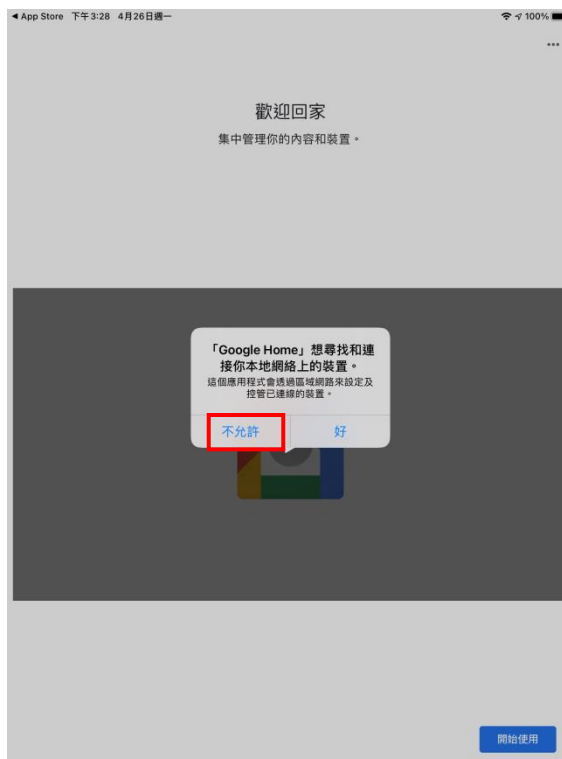 App Store 下午3:28 4月26日週一 100%
歡迎回家
集中管理你的內容和裝置。
「Google Home」想尋找和連
接你本地網絡上的裝置。
這個應用程式會透過區域網路來設定及
控管已連線的裝置。
不允許 好
開始使用